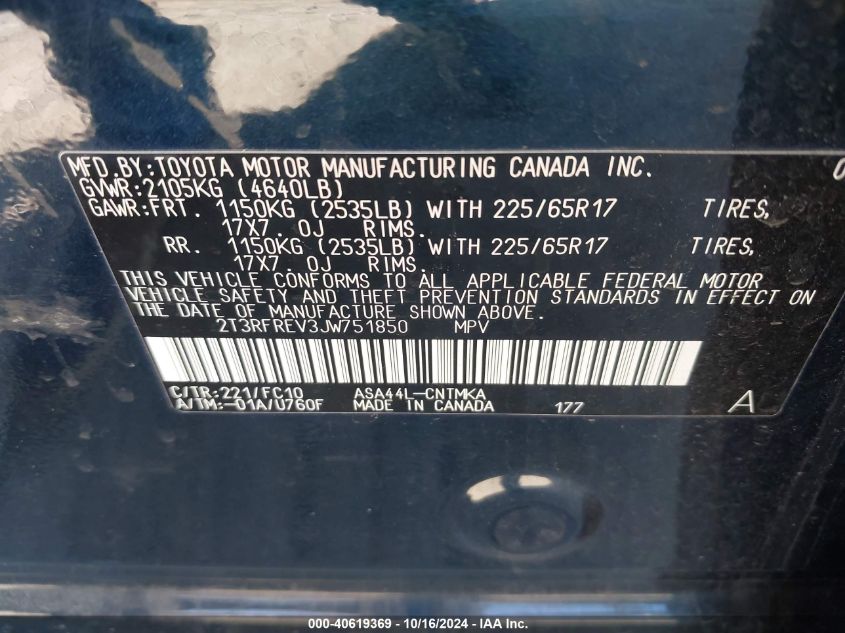 MFD.BY:TOYOTA MOTOR MANUFACTURING CANADA INC.
GVWR:2105KG (4640LB)
GAWR:FRT. 1150KG (2535LB) WITH 225/65R17 TIRES,
17X7.0J RIMS.
RR. 1150KG (2535LB) WITH 225/65R17 TIRES,
17X7.0J RIMS.
THIS VEHICLE CONFORMS TO ALL APPLICABLE FEDERAL MOTOR
VEHICLE SAFETY AND THEFT PREVENTION STANDARDS IN EFFECT ON
THE DATE OF MANUFACTURE SHOWN ABOVE.
2T3RFREV3JW751850 MPV
C/TR:221/FC10 ASA44L-CNTMKA
A/TM:-01A/U760F MADE IN CANADA 177 A
000-40619369 - 10/16/2024 - IAA Inc.